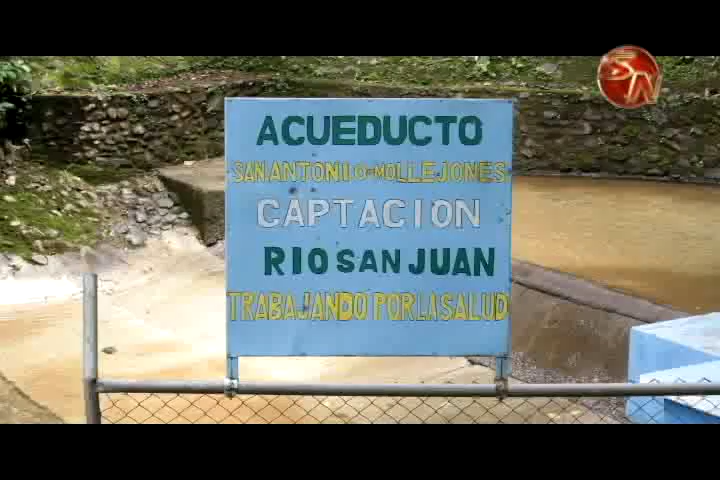 ACUEDUCTO
SAN ANTONIO-MOLLEJONES
CAPTACION
RIO SAN JUAN
TRABAJANDO POR LA SALUD